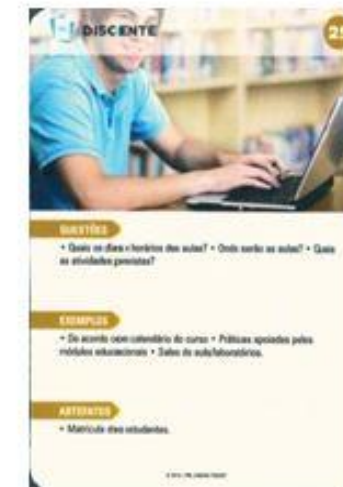 DISCENTE
25
QUESTÕES
• Quais os dias e horários das aulas? • Onde serão as aulas? • Quais
as atividades previstas?
EXEMPLOS
• De acordo com calendário do curso • Práticas apoiadas pelos
módulos educacionais • Salas de aula/laboratórios.
ARTEFATOS
• Matrícula dos estudantes.